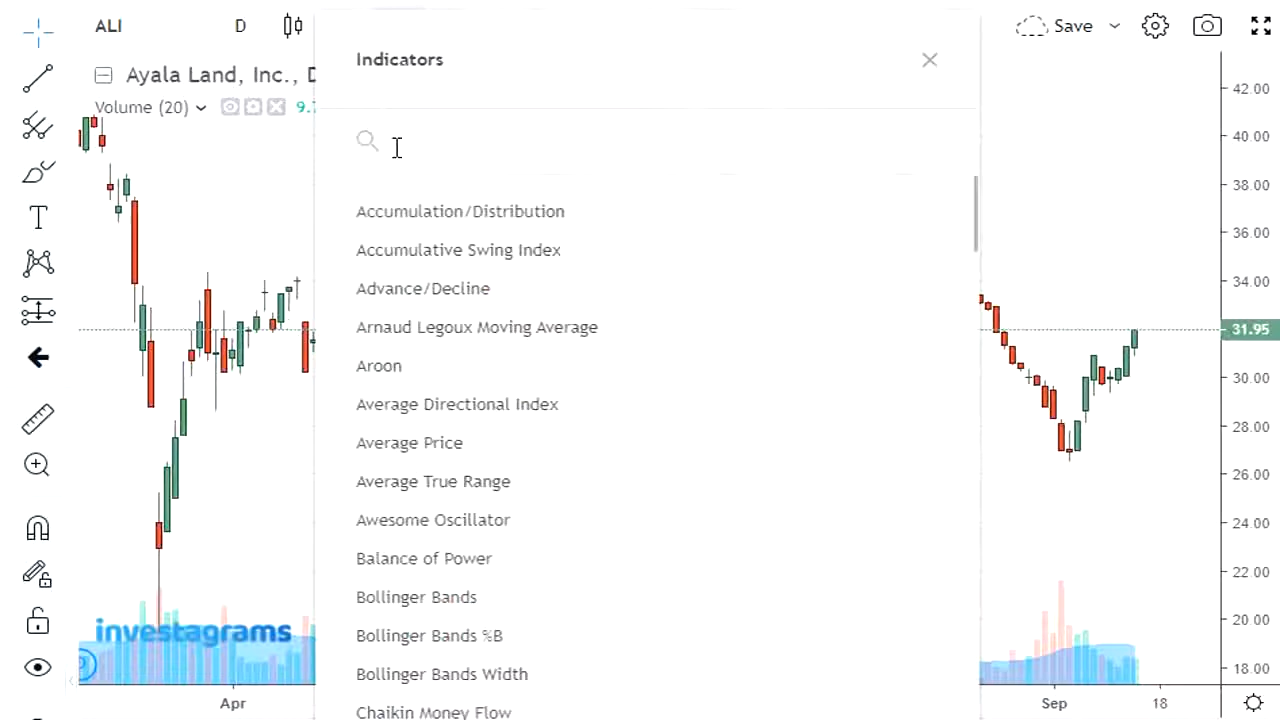 ALI
D
Indicators
Save
Ayala Land, Inc., D
Volume (20)
9.7
Accumulation/Distribution
Accumulative Swing Index
Advance/Decline
Arnaud Legoux Moving Average
Aroon
Average Directional Index
Average Price
Average True Range
Awesome Oscillator
Balance of Power
Bollinger Bands
Bollinger Bands %B
Bollinger Bands Width
Chaikin Money Flow
42.00
40.00
38.00
36.00
34.00
31.95
30.00
28.00
26.00
24.00
22.00
20.00
18.00
investagrams
T
Apr
Sep
18